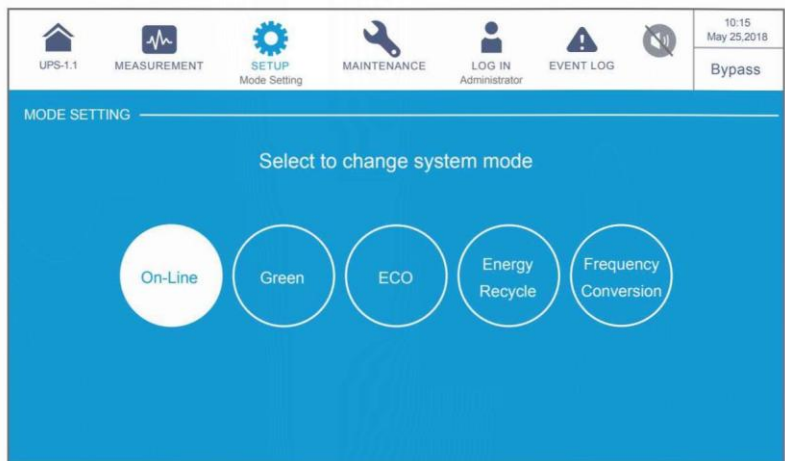 10:15
May 25,2018
UPS-1.1
MEASUREMENT
SETUP
Mode Setting
MAINTENANCE
LOG IN
Administrator
EVENT LOG
Bypass
MODE SETTING
Select to change system mode
On-Line
Green
ECO
Energy
Recycle
Frequency
Conversion